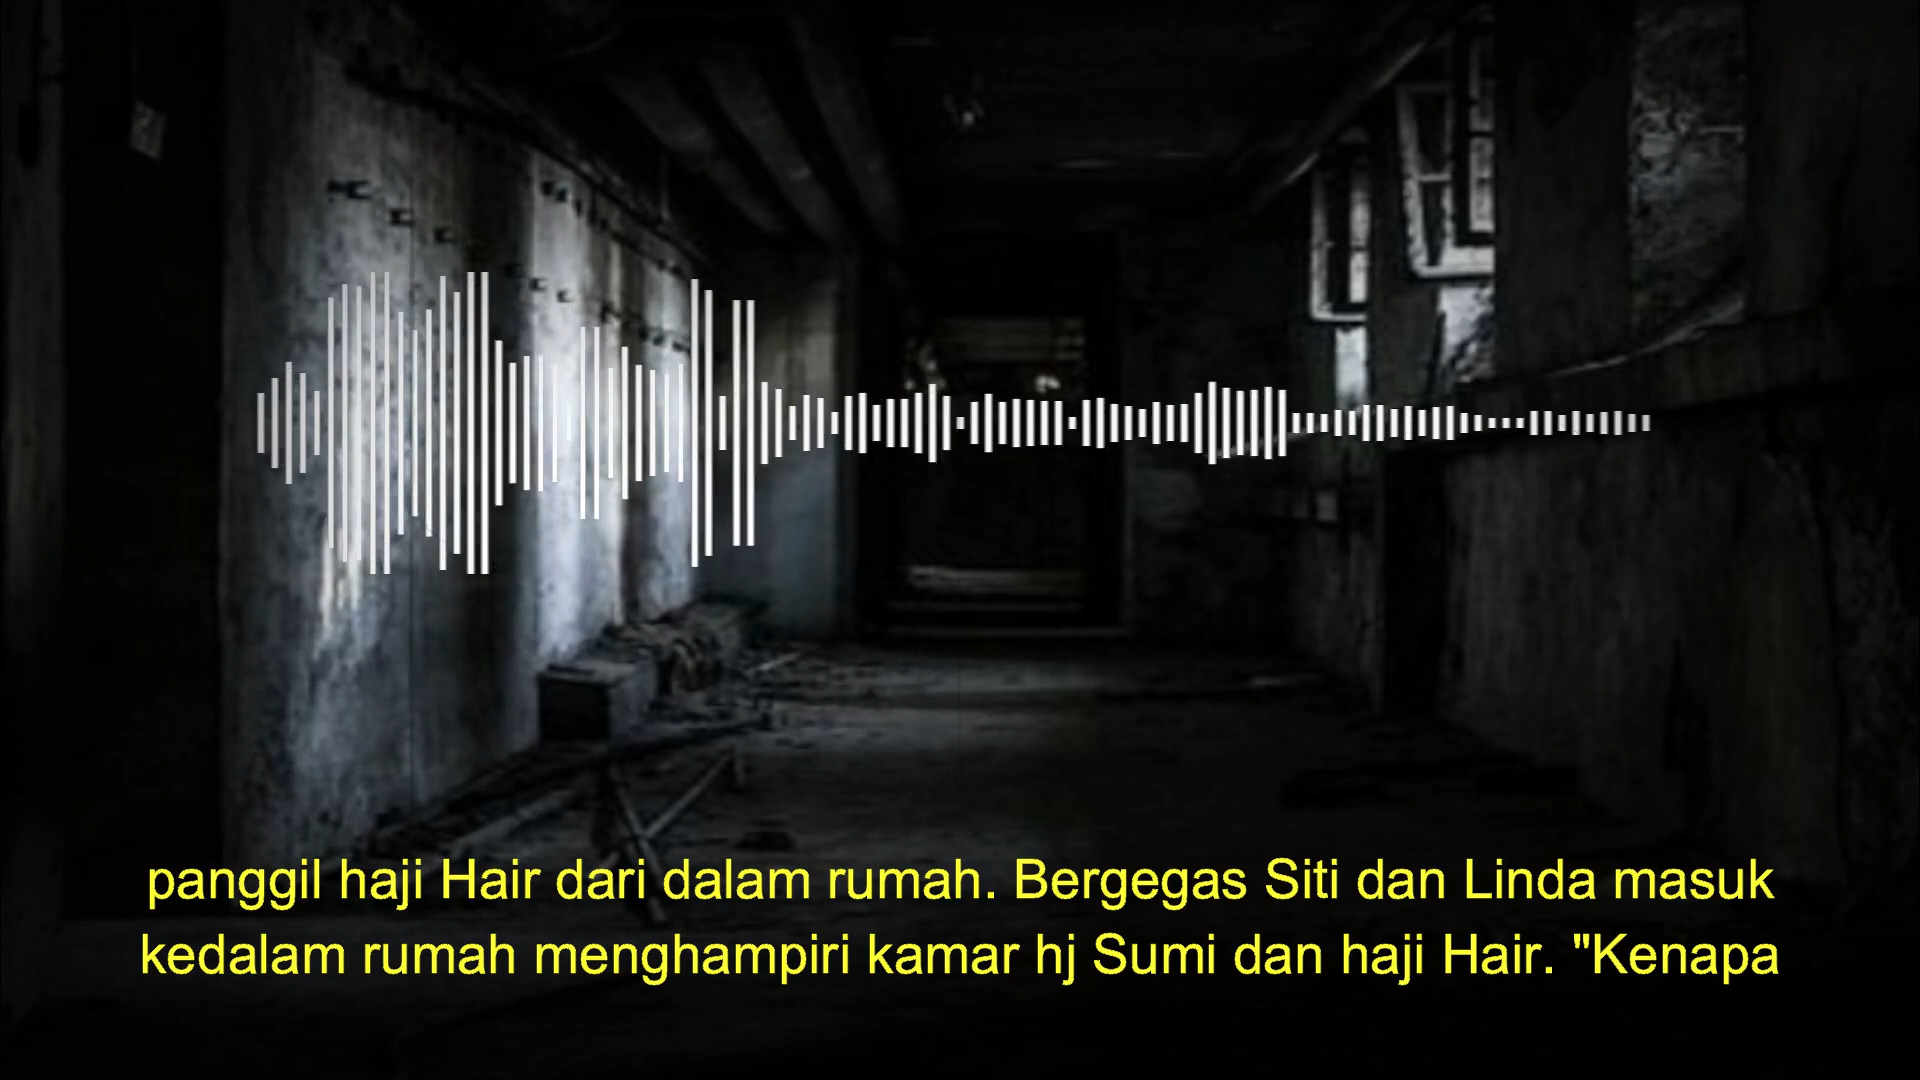 panggil haji Hair dari dalam rumah. Bergegas Siti dan Linda masuk
kedalam rumah menghampiri kamar hj Sumi dan haji Hair. "Kenapa